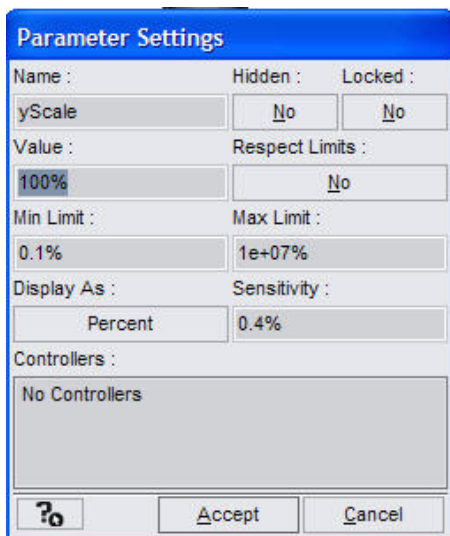 Parameter Settings
Name : Hidden : Locked :
yScale No No
Value : Respect Limits :
100% No
Min Limit : Max Limit :
0.1% 1e+07%
Display As : Sensitivity :
Percent 0.4%
Controllers :
No Controllers
? Accept Cancel